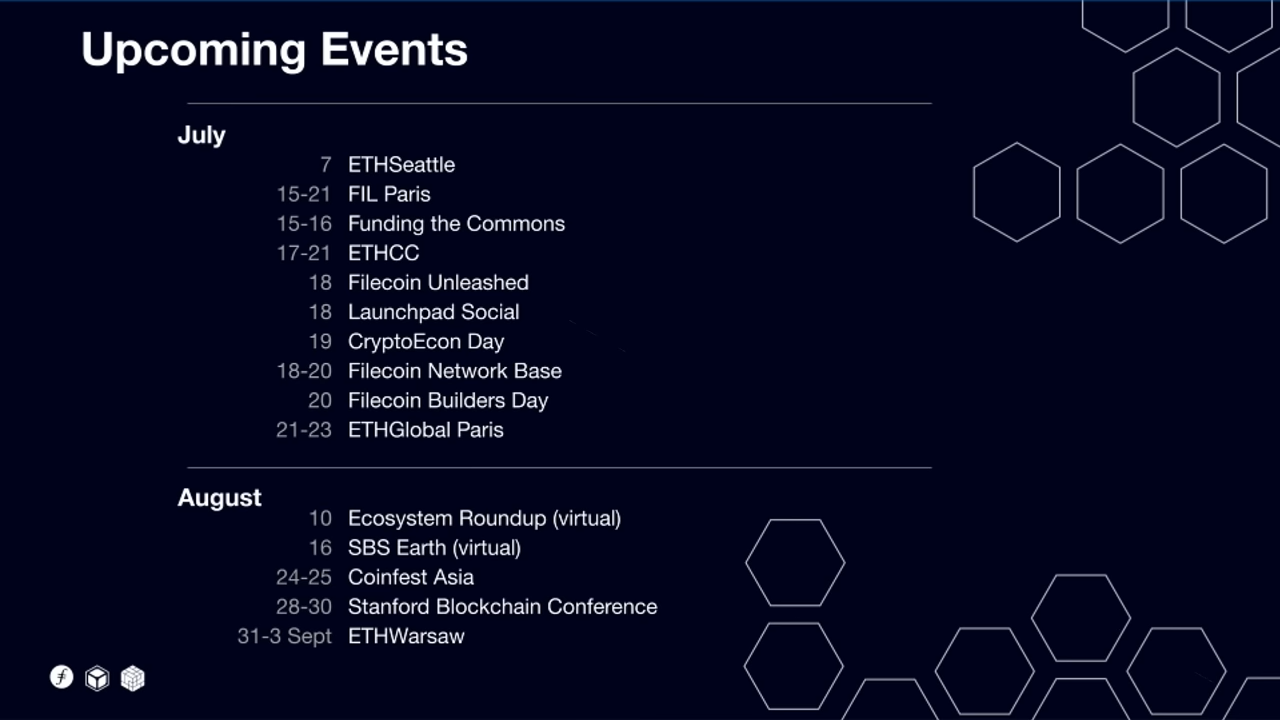 Upcoming Events
July
7 ETHSeattle
15-21 FIL Paris
15-16 Funding the Commons
17-21 ETHCC
18 Filecoin Unleashed
18 Launchpad Social
19 CryptoEcon Day
18-20 Filecoin Network Base
20 Filecoin Builders Day
21-23 ETHGlobal Paris
August
10 Ecosystem Roundup (virtual)
16 SBS Earth (virtual)
24-25 Coinfest Asia
28-30 Stanford Blockchain Conference
31-3 Sept ETHWarsaw